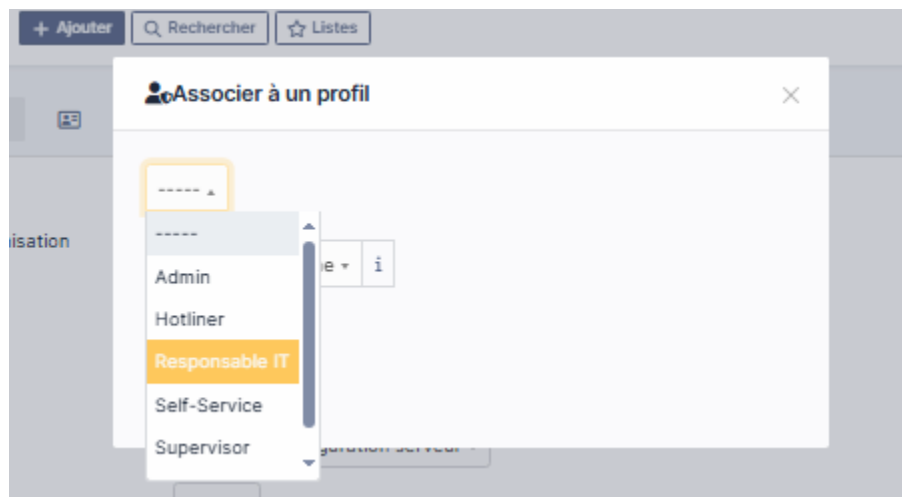 + Ajouter
Rechercher
Listes
Associer à un profil
-----
-----
isation
Admin
i
Hotliner
Responsable IT
Self-Service
Supervisor